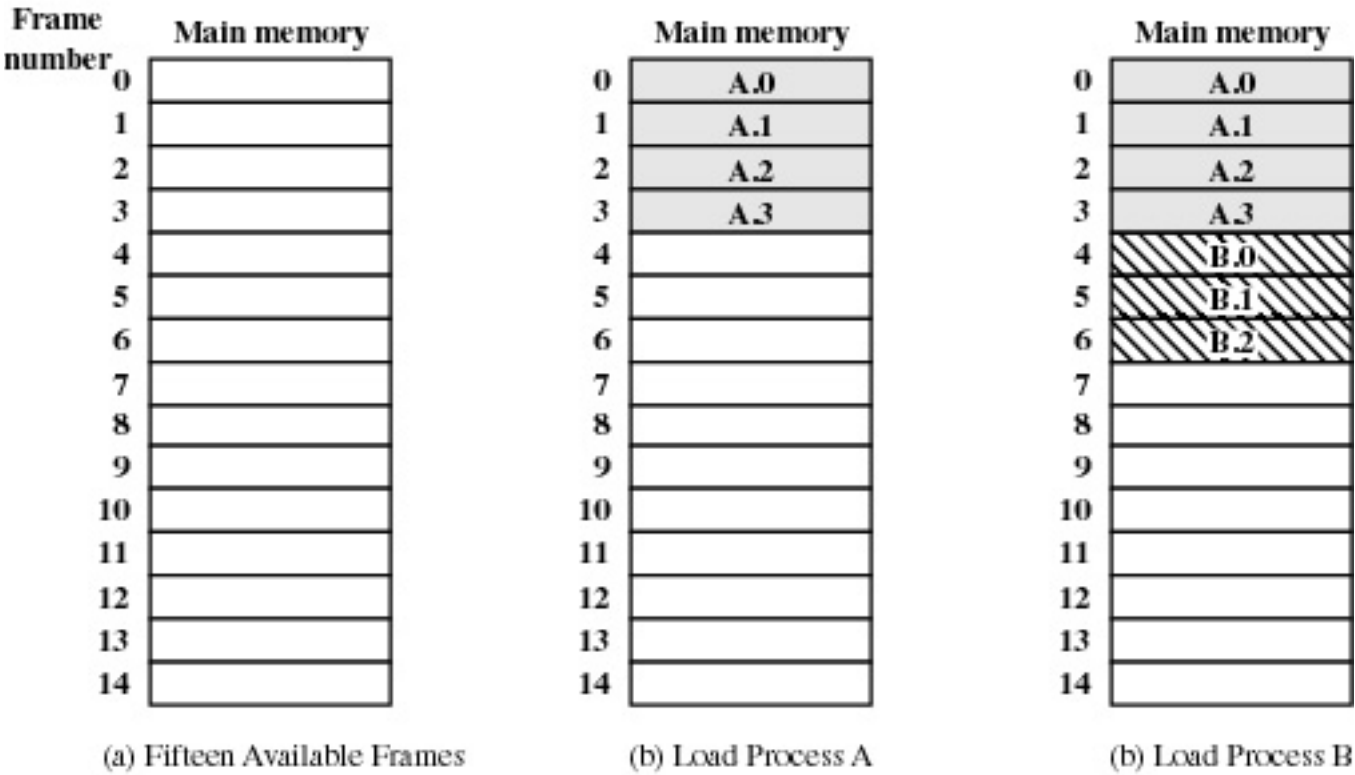 Frame
number
Main memory
Main memory
Main memory
0
0 A.0
0 A.0
1
1 A.1
1 A.1
2
2 A.2
2 A.2
3
3 A.3
3 A.3
4
4
4 B.0
5
5
5 B.1
6
6
6 B.2
7
7
7
8
8
8
9
9
9
10
10
10
11
11
11
12
12
12
13
13
13
14
14
14
(a) Fifteen Available Frames
(b) Load Process A
(b) Load Process B